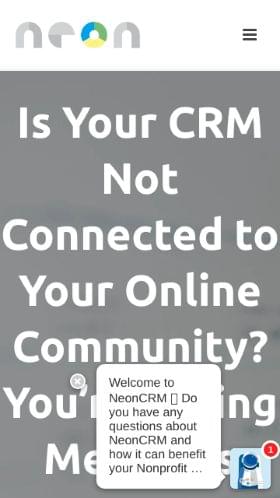 neon
Is Your CRM
Not
Connected to
Your Online
Community?
Welcome to
NeonCRM Do
you have any
questions about
NeonCRM and
how it can benefit
your Nonprofit ...
1